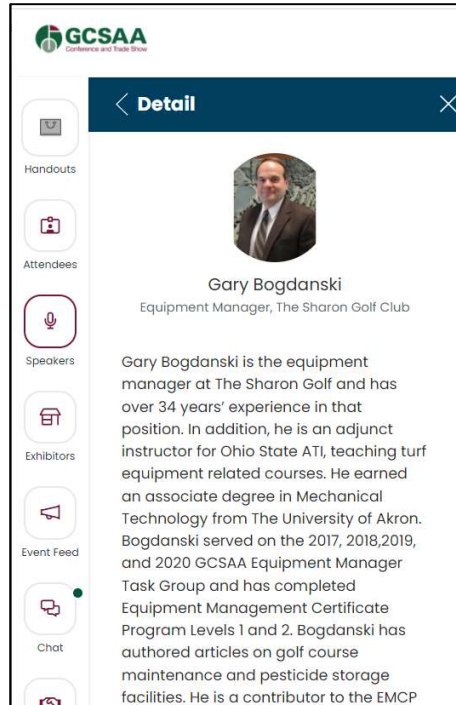 GCSAA
Conference and Trade Show
Detail
Handouts
Attendees
Speakers
Exhibitors
Event Feed
Chat
Gary Bogdanski
Equipment Manager, The Sharon Golf Club
Gary Bogdanski is the equipment
manager at The Sharon Golf and has
over 34 years’ experience in that
position. In addition, he is an adjunct
instructor for Ohio State ATI, teaching turf
equipment related courses. He earned
an associate degree in Mechanical
Technology from The University of Akron.
Bogdanski served on the 2017, 2018,2019,
and 2020 GCSAA Equipment Manager
Task Group and has completed
Equipment Management Certificate
Program Levels 1 and 2. Bogdanski has
authored articles on golf course
maintenance and pesticide storage
facilities. He is a contributor to the EMCP